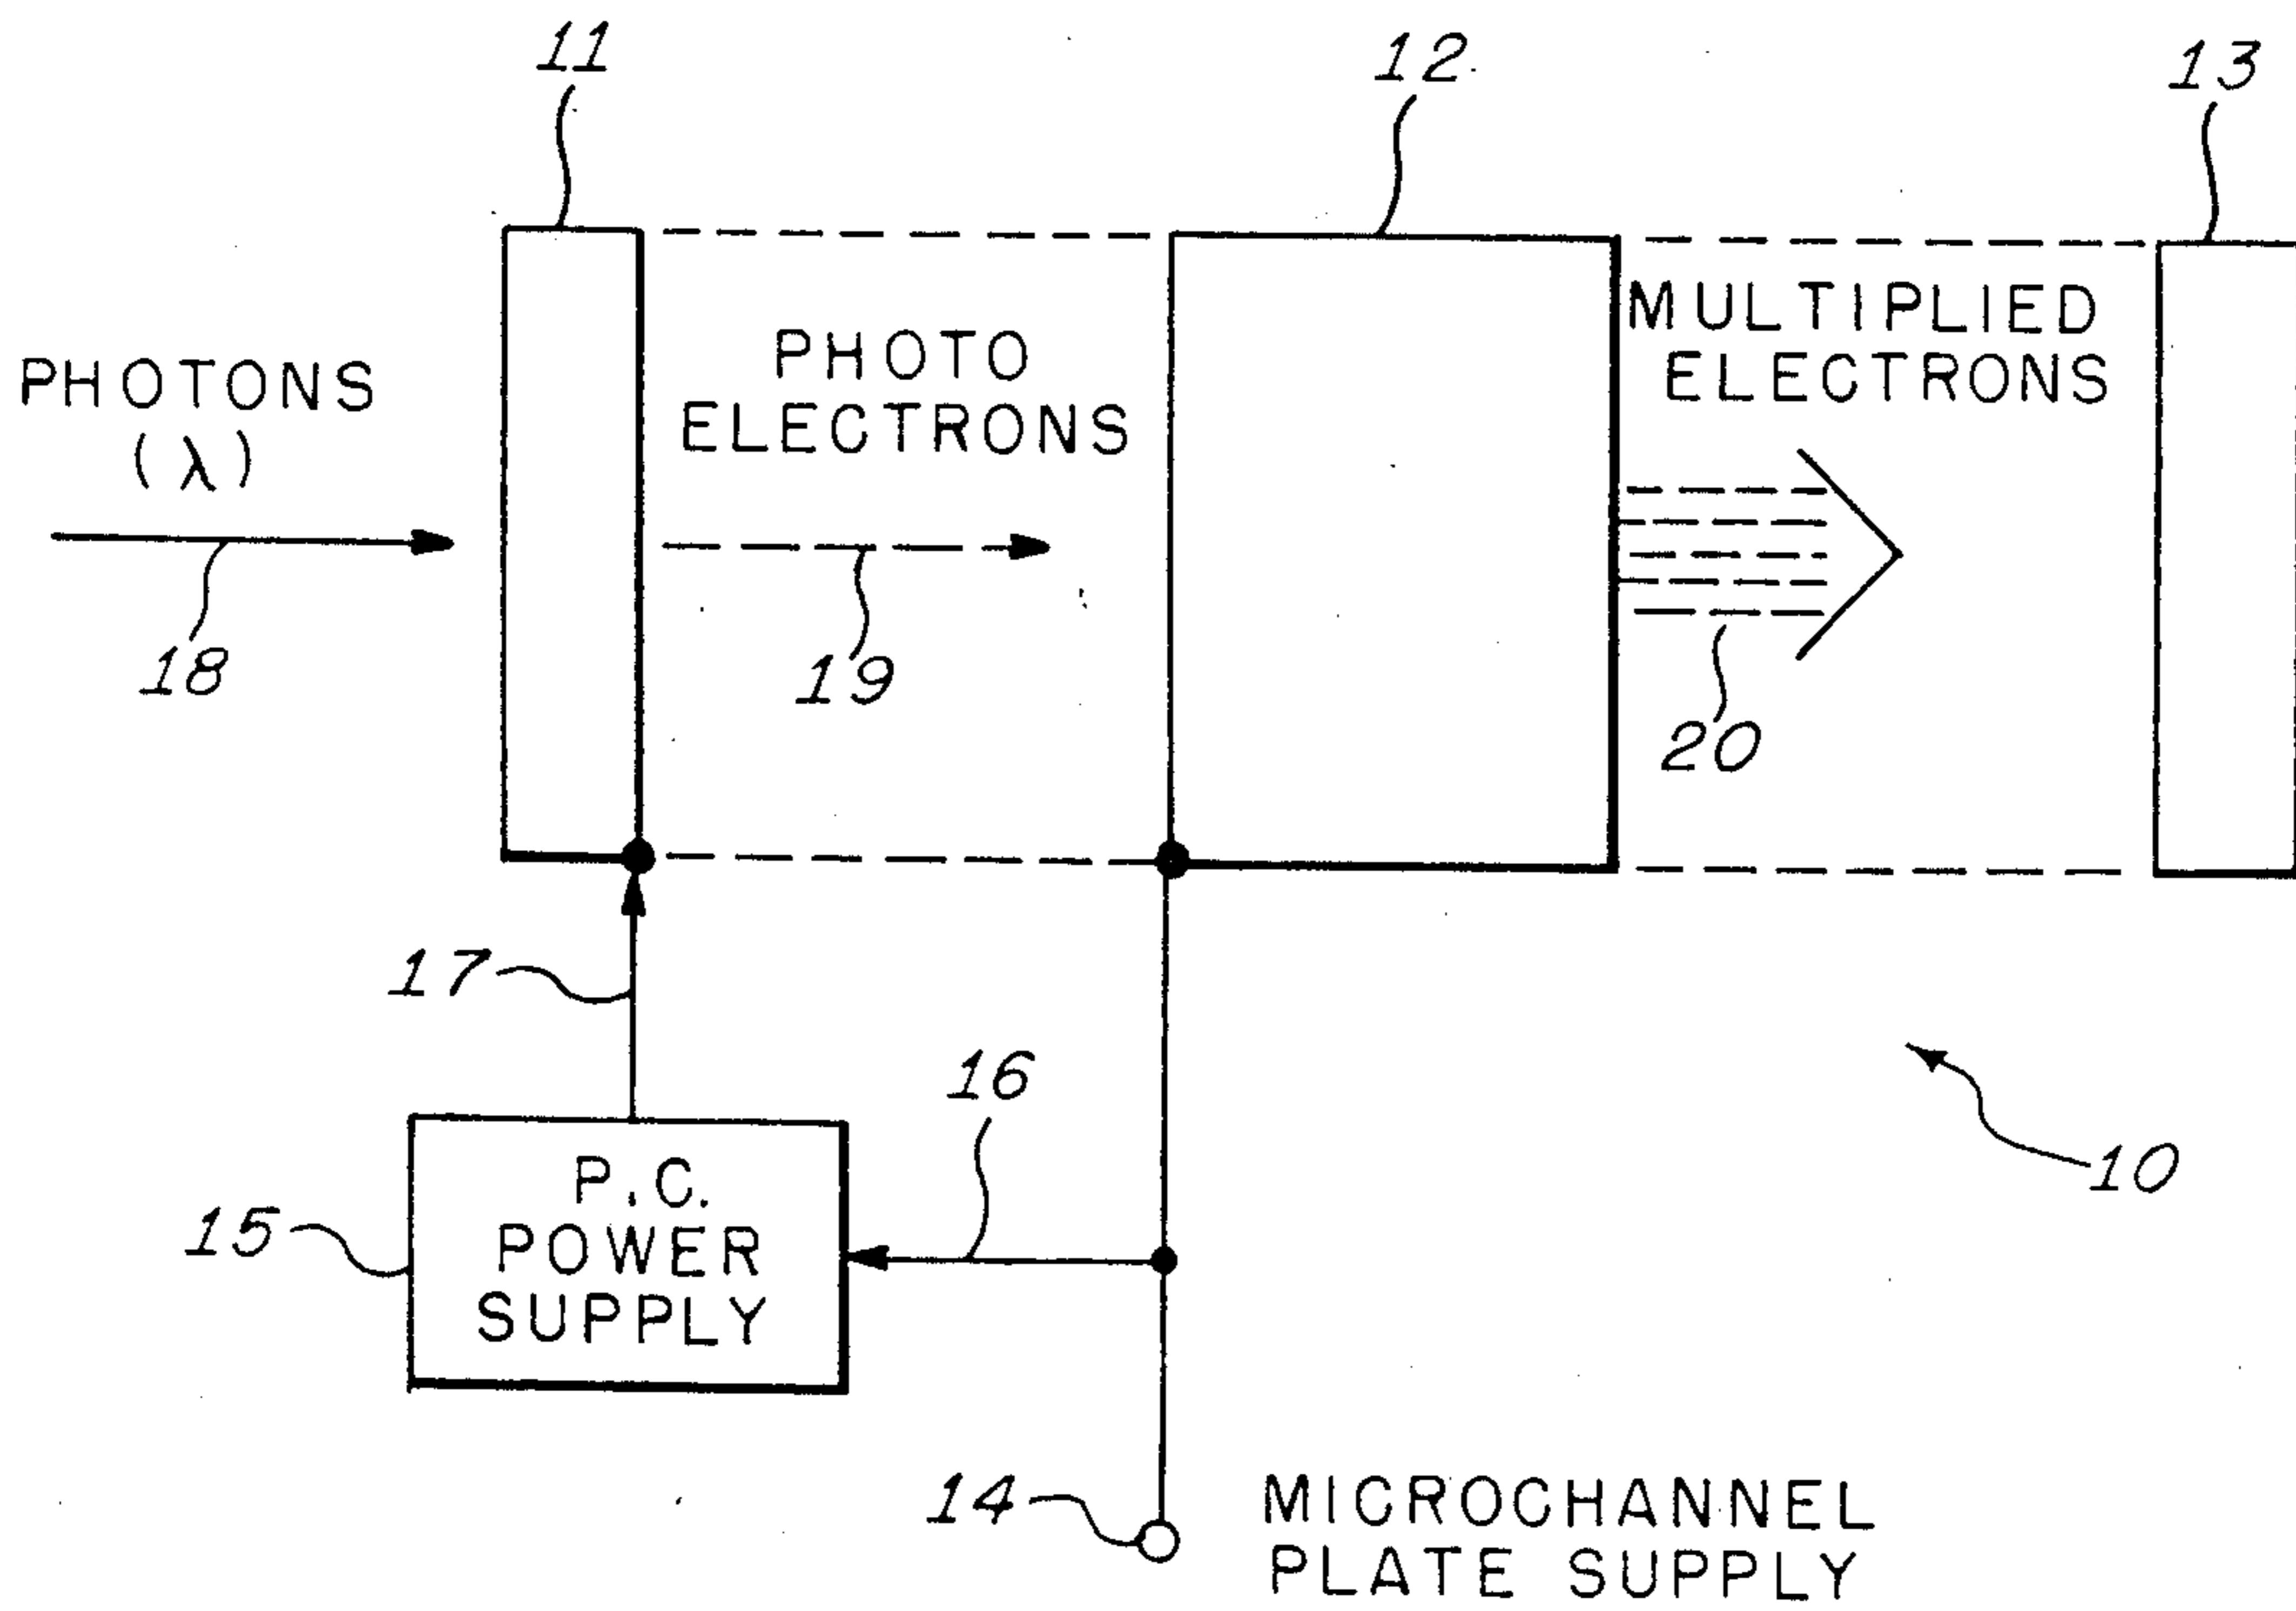 11
12
13
PHOTONS
(λ)
18
PHOTO
ELECTRONS
19
MULTIPLIED
ELECTRONS
20
17
16
15
P.C.
POWER
SUPPLY
10
14
MICROCHANNEL
PLATE SUPPLY